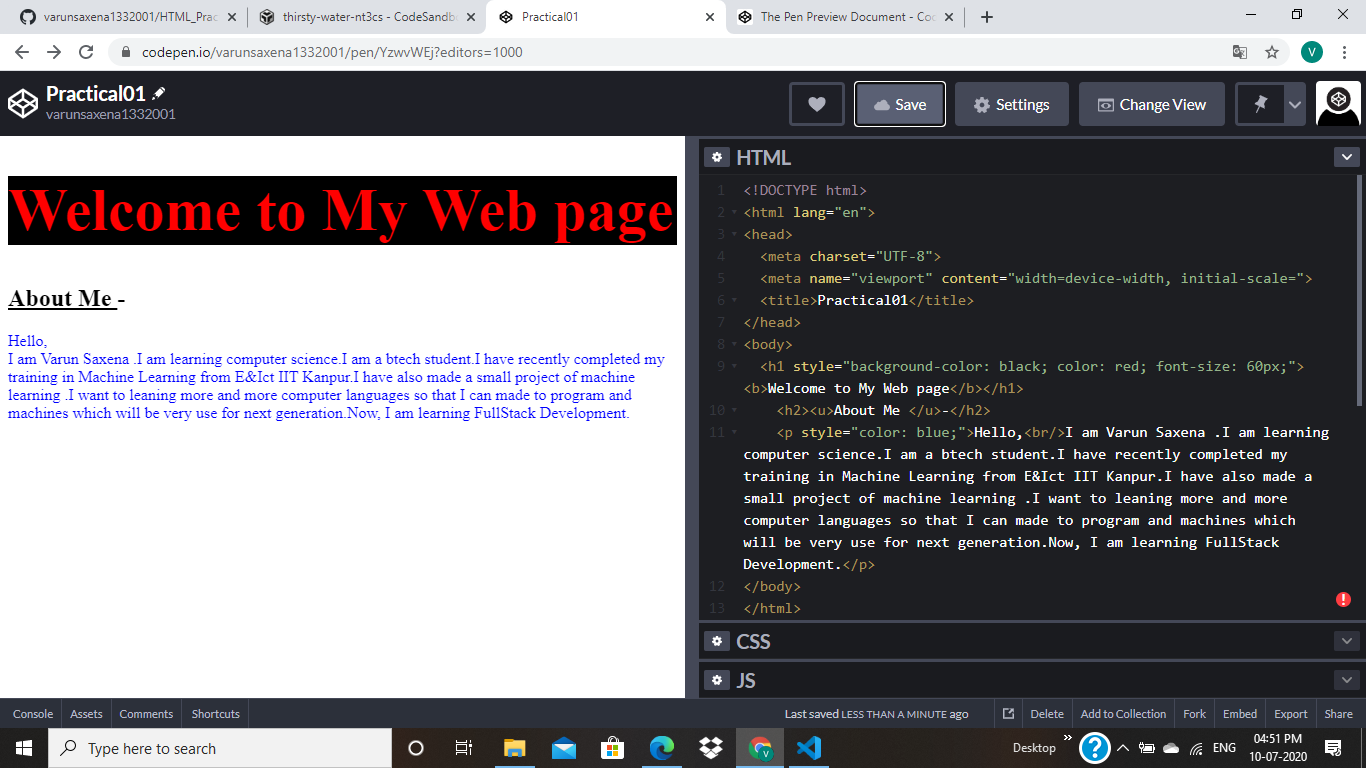 varunsaxena1332001/HTML_Prac
thirsty-water-nt3cs - CodeSandb
Practical01
The Pen Preview Document - Co
codepen.io/varunsaxena1332001/pen/YzwvWEj?editors=1000
V
Practical01
varunsaxena1332001
Save
Settings
Change View
Welcome to My Web page
About Me -
Hello,
I am Varun Saxena .I am learning computer science.I am a btech student.I have recently completed my
training in Machine Learning from E&Ict IIT Kanpur.I have also made a small project of machine
learning .I want to leaning more and more computer languages so that I can made to program and
machines which will be very use for next generation.Now, I am learning FullStack Development.
HTML
1 <!DOCTYPE html>
2 <html lang="en">
3 <head>
4 <meta charset="UTF-8">
5 <meta name="viewport" content="width=device-width, initial-scale=">
6 <title>Practical01</title>
7 </head>
8 <body>
9 <h1 style="background-color: black; color: red; font-size: 60px;">
<b>Welcome to My Web page</b></h1>
10 <h2><u>About Me </u>-</h2>
11 <p style="color: blue;">Hello,<br/>I am Varun Saxena .I am learning
computer science.I am a btech student.I have recently completed my
training in Machine Learning from E&Ict IIT Kanpur.I have also made a
small project of machine learning .I want to leaning more and more
computer languages so that I can made to program and machines which
will be very use for next generation.Now, I am learning FullStack
Development.</p>
12 </body>
13 </html>
CSS
JS
Console Assets Comments Shortcuts
Last saved LESS THAN A MINUTE ago
Delete Add to Collection Fork Embed Export Share
Type here to search
V
Desktop
ENG
04:51 PM
10-07-2020